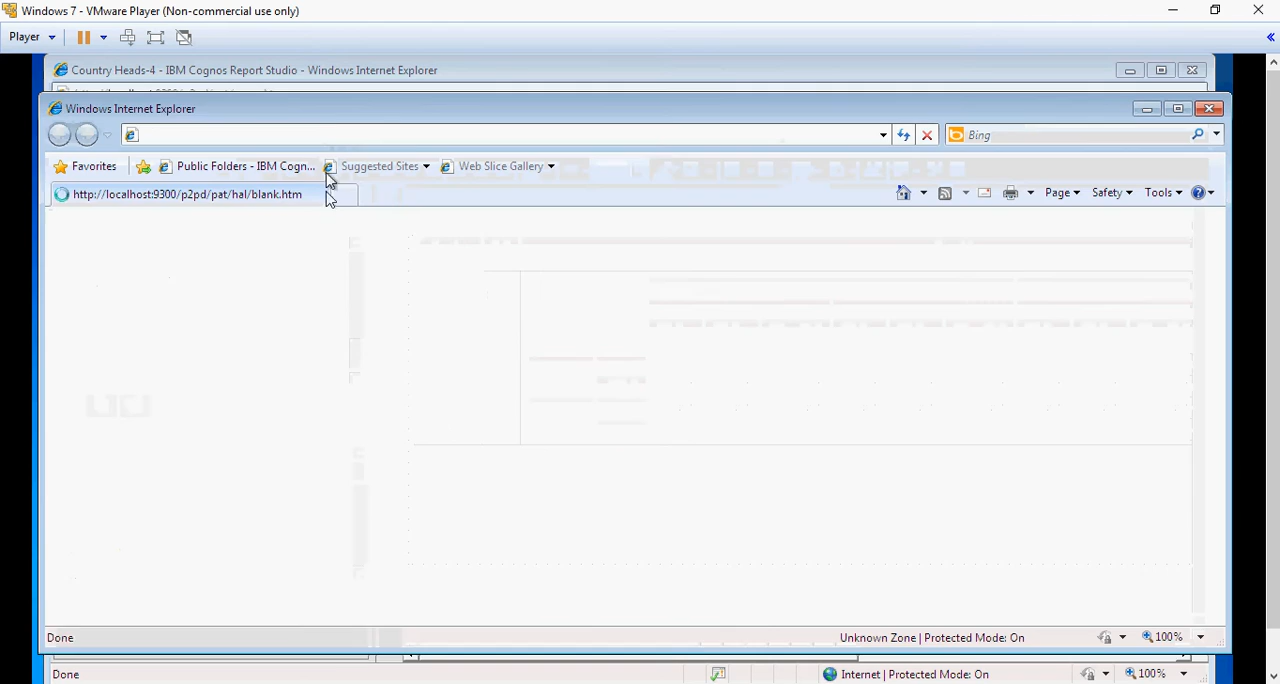 Windows 7 - VMware Player (Non-commercial use only)
Player
Country Heads-4 - IBM Cognos Report Studio - Windows Internet Explorer
Windows Internet Explorer
Bing
Favorites Public Folders - IBM Cogn... Suggested Sites Web Slice Gallery
http://localhost:9300/p2pd/pat/hal/blank.htm Page Safety Tools
Done Unknown Zone | Protected Mode: On 100%
Done Internet | Protected Mode: On 100%